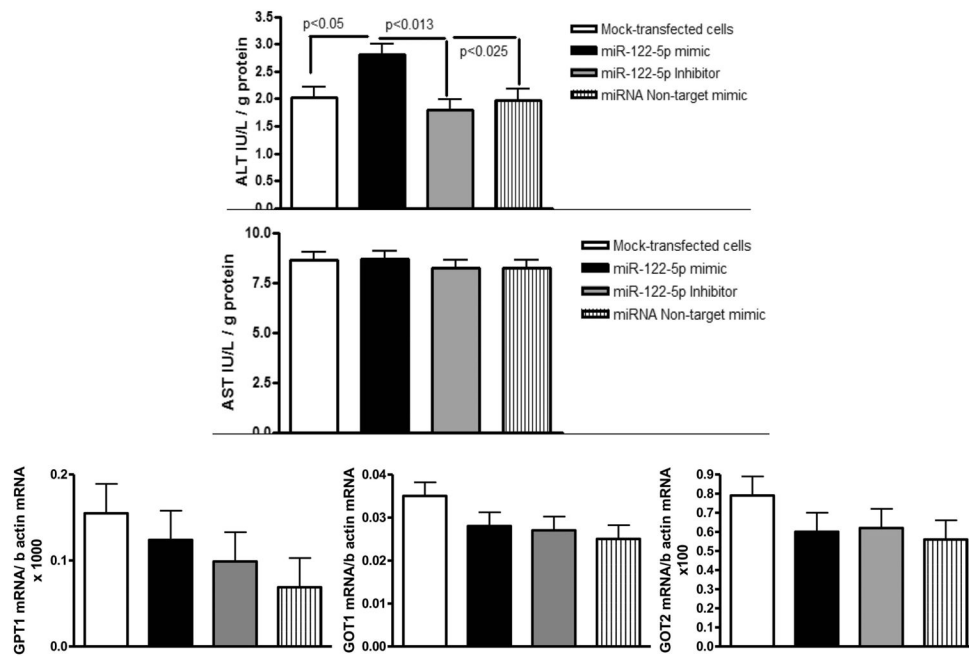 p<0.05
p<0.013
p<0.025
3.5
3.0
2.5
2.0
1.5
1.0
0.5
0.0
ALT IU/L / g protein
Mock-transfected cells
miR-122-5p mimic
miR-122-5p Inhibitor
miRNA Non-target mimic
10.0
7.5
5.0
2.5
0.0
AST IU/L / g protein
Mock-transfected cells
miR-122-5p mimic
miR-122-5p Inhibitor
miRNA Non-target mimic
GPT1 mRNA/ b actin mRNA
x 1000
0.2
0.1
0.0
GOT1 mRNA/b actin mRNA
0.04
0.03
0.02
0.01
0.00
GOT2 mRNA/b actin mRNA
x100
0.9
0.8
0.7
0.6
0.5
0.4
0.3
0.2
0.1
0.0